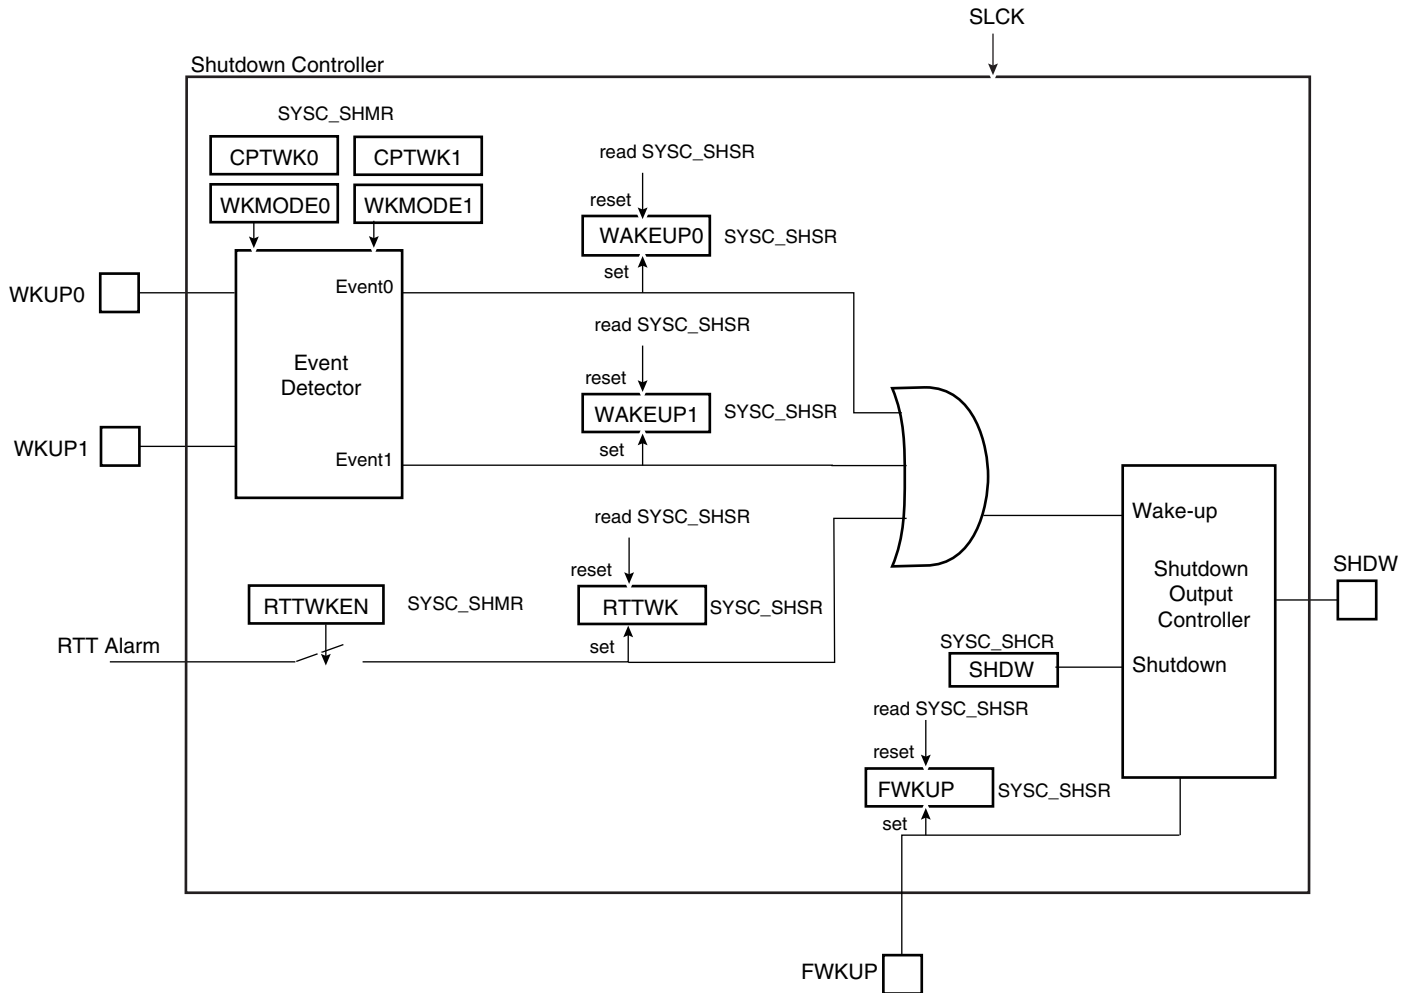 SLCK
Shutdown Controller
SYSC_SHMR
CPTWK0
CPTWK1
WKMODE0
WKMODE1
read SYSC_SHSR
reset
WAKEUP0
SYSC_SHSR
set
WKUP0
Event0
read SYSC_SHSR
Event
Detector
reset
WAKEUP1
SYSC_SHSR
set
WKUP1
Event1
read SYSC_SHSR
reset
RTTWKEN
SYSC_SHMR
RTTWK
SYSC_SHSR
set
RTT Alarm
Wake-up
Shutdown
Output
Controller
SHDW
SYSC_SHCR
SHDW
Shutdown
read SYSC_SHSR
reset
FWKUP
SYSC_SHSR
set
FWKUP